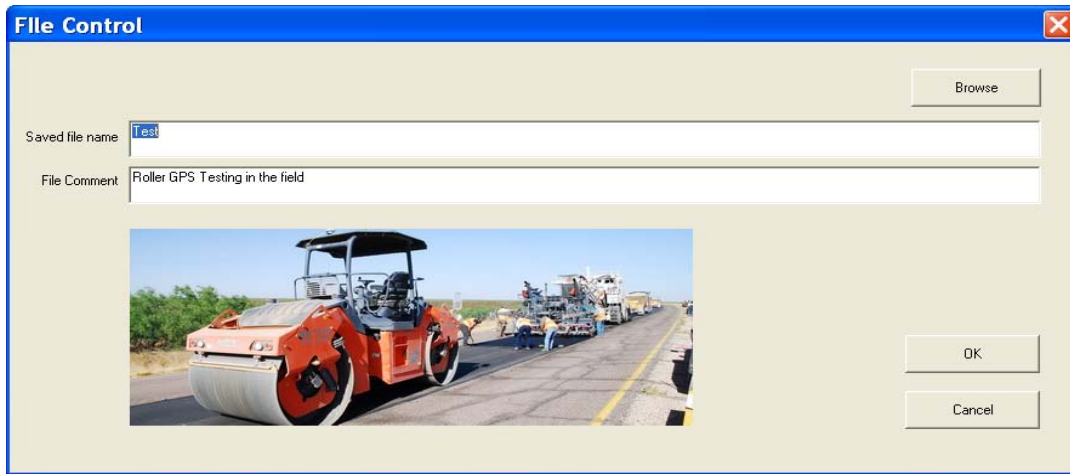 FIle Control
Browse
Saved file name Test
File Comment Roller GPS Testing in the field
OK
Cancel